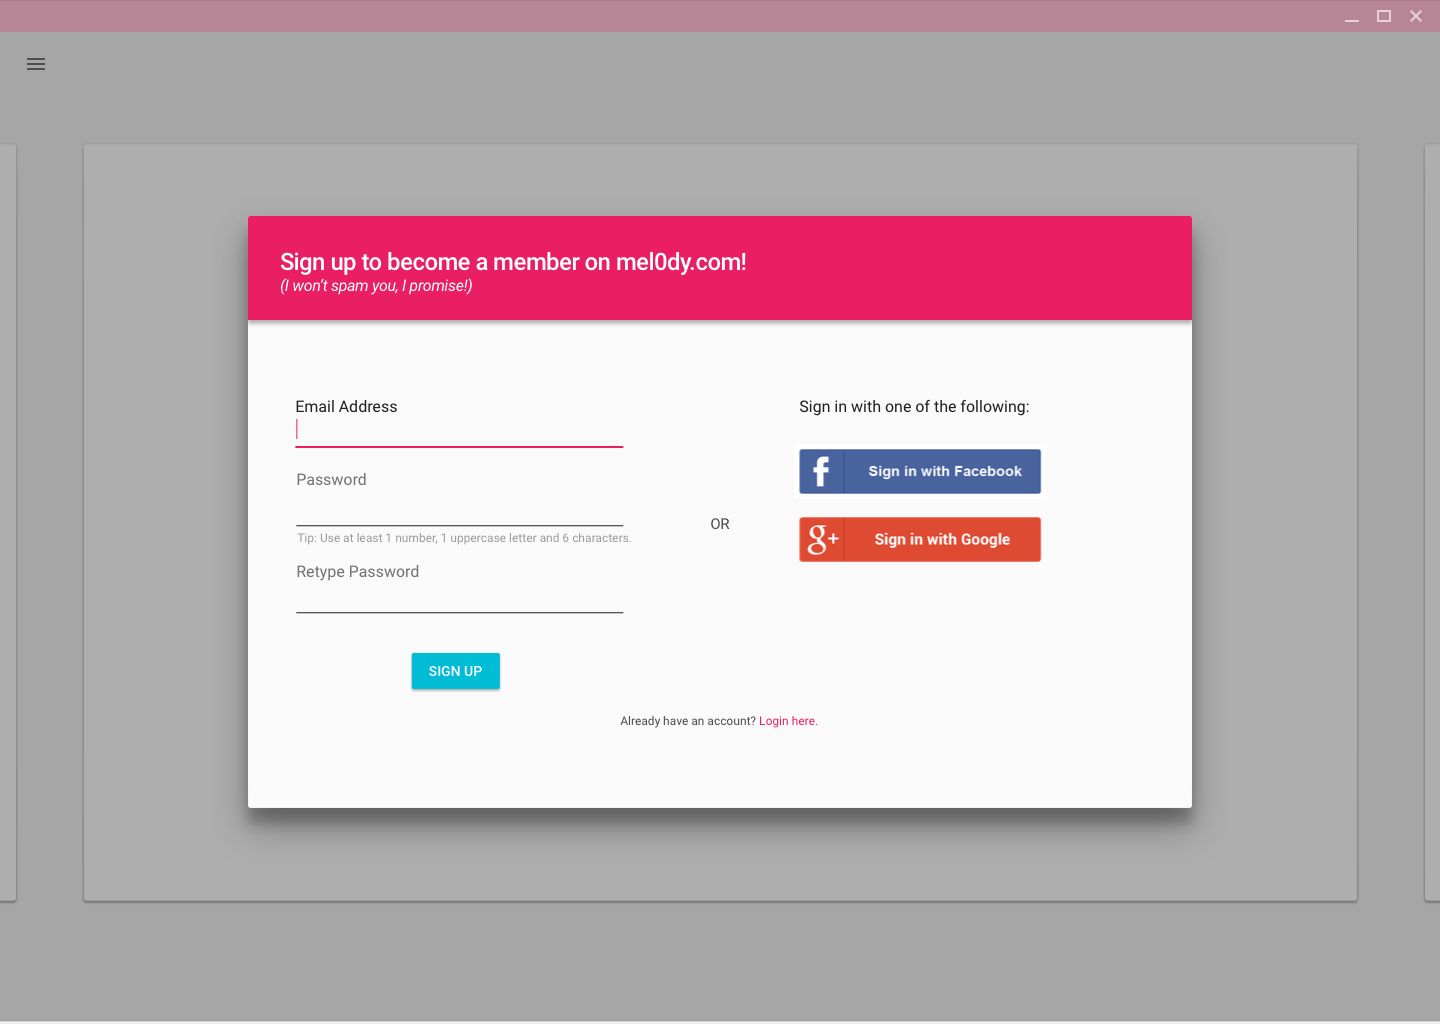 Sign up to become a member on mel0dy.com!
(I won't spam you, I promise!)
Email Address
Password
Tip: Use at least 1 number, 1 uppercase letter and 6 characters.
Retype Password
SIGN UP
OR
Sign in with one of the following:
f Sign in with Facebook
g+ Sign in with Google
Already have an account? Login here.